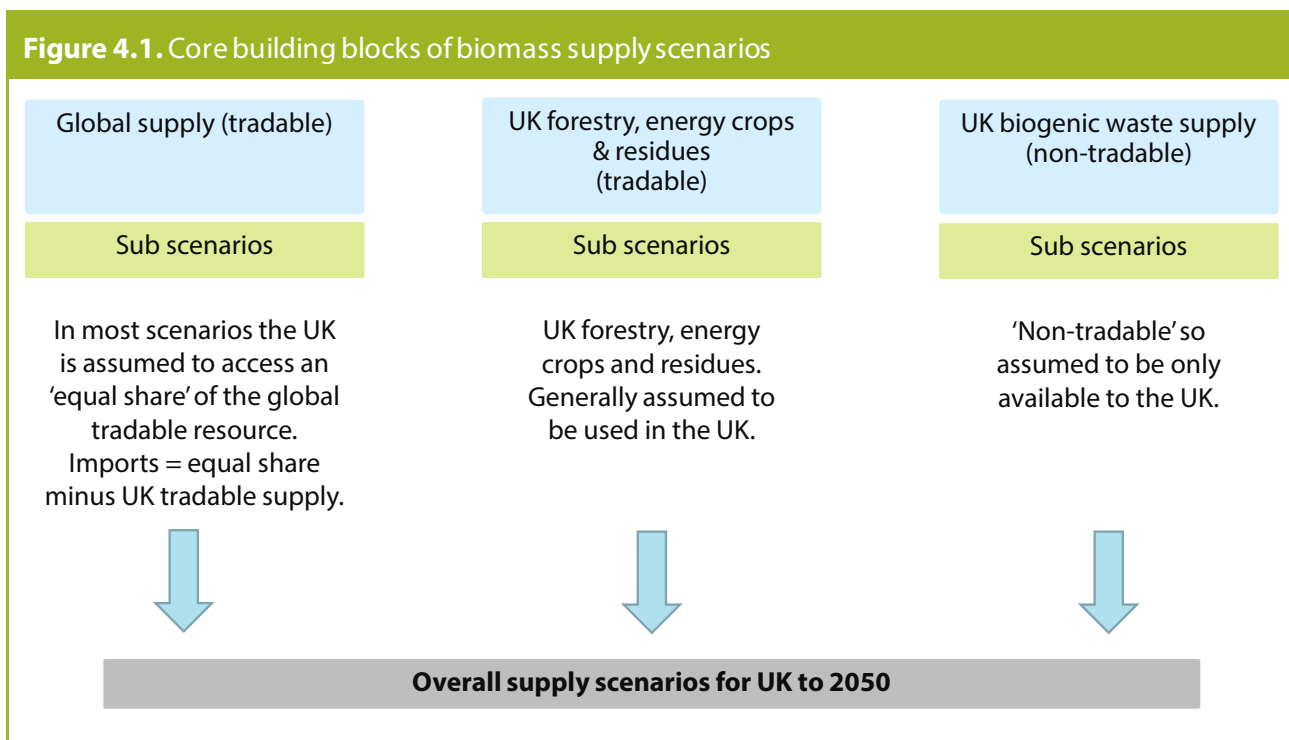 Figure 4.1. Core building blocks of biomass supply scenarios
Global supply (tradable)
Sub scenarios
In most scenarios the UK
is assumed to access an
‘equal share’ of the global
tradable resource.
Imports = equal share
minus UK tradable supply.
UK forestry, energy crops
& residues
(tradable)
Sub scenarios
UK forestry, energy
crops and residues.
Generally assumed to
be used in the UK.
UK biogenic waste supply
(non-tradable)
Sub scenarios
‘Non-tradable’ so
assumed to be only
available to the UK.
Overall supply scenarios for UK to 2050